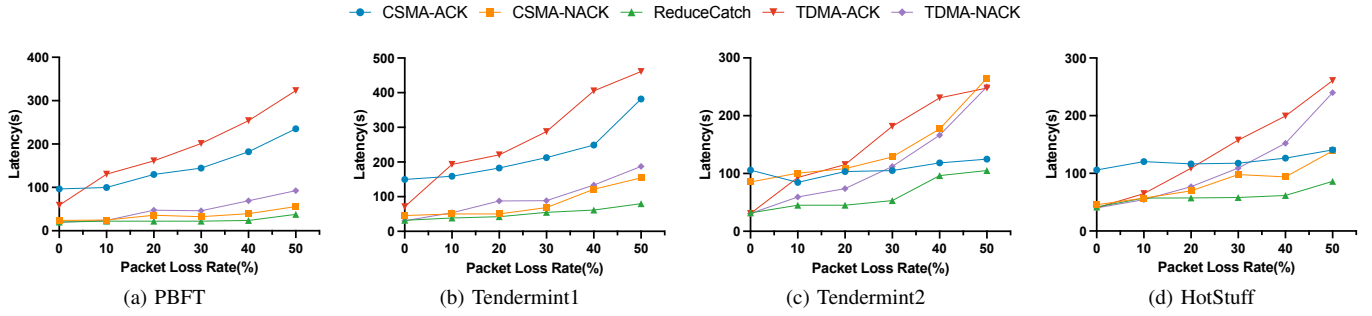 CSMA-ACK CSMA-NACK ReduceCatch TDMA-ACK TDMA-NACK
400
300
200
100
0
0 10 20 30 40 50
Latency(s)
Packet Loss Rate(%)
(a) PBFT
500
400
300
200
100
0
0 10 20 30 40 50
Latency(s)
Packet Loss Rate(%)
(b) Tendermint1
300
200
100
0
0 10 20 30 40 50
Latency(s)
Packet Loss Rate(%)
(c) Tendermint2
300
200
100
0
0 10 20 30 40 50
Latency(s)
Packet Loss Rate(%)
(d) HotStuff